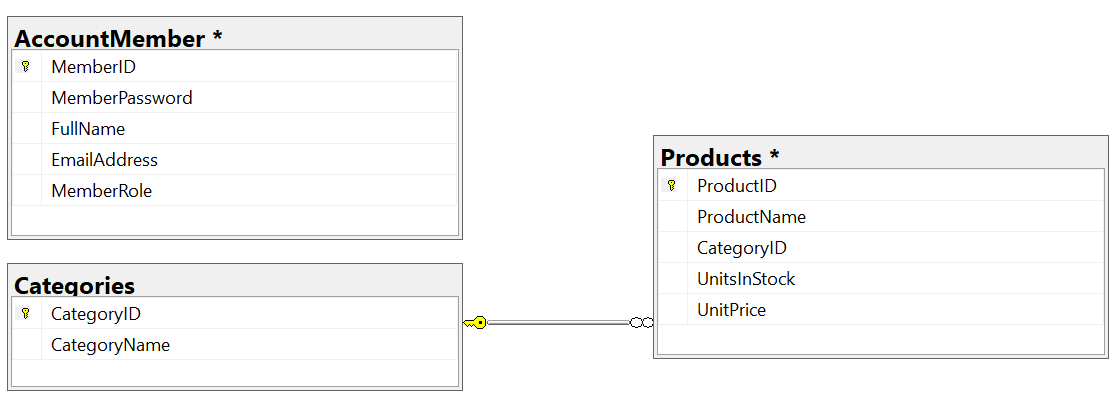 AccountMember *
MemberID
MemberPassword
FullName
EmailAddress
MemberRole
Categories
CategoryID
CategoryName
Products *
ProductID
ProductName
CategoryID
UnitsInStock
UnitPrice